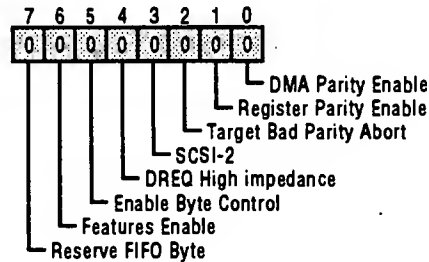 7 6 5 4 3 2 1 0
0 0 0 0 0 0 0 0
DMA Parity Enable
Register Parity Enable
Target Bad Parity Abort
SCSI-2
DREQ High impedance
Enable Byte Control
Features Enable
Reserve FIFO Byte